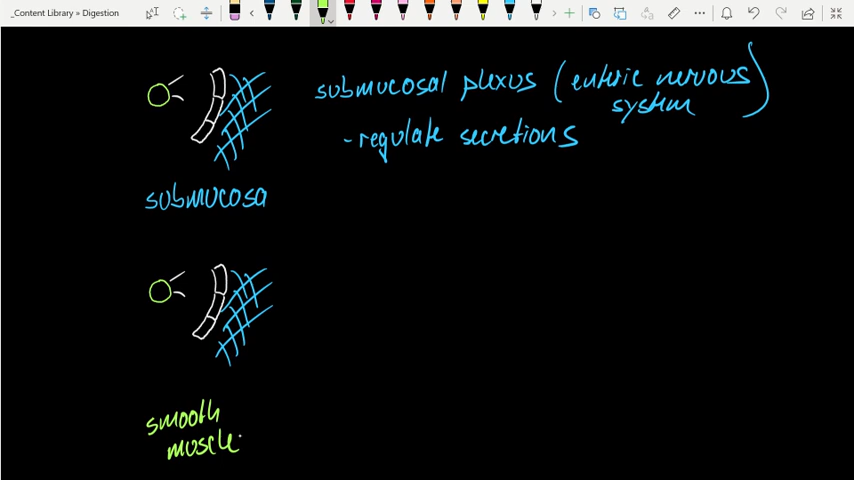 _Content Library » Digestion
submucosal plexus (enteric nervous
system)
-regulate secretions
submucosa
smooth
muscle